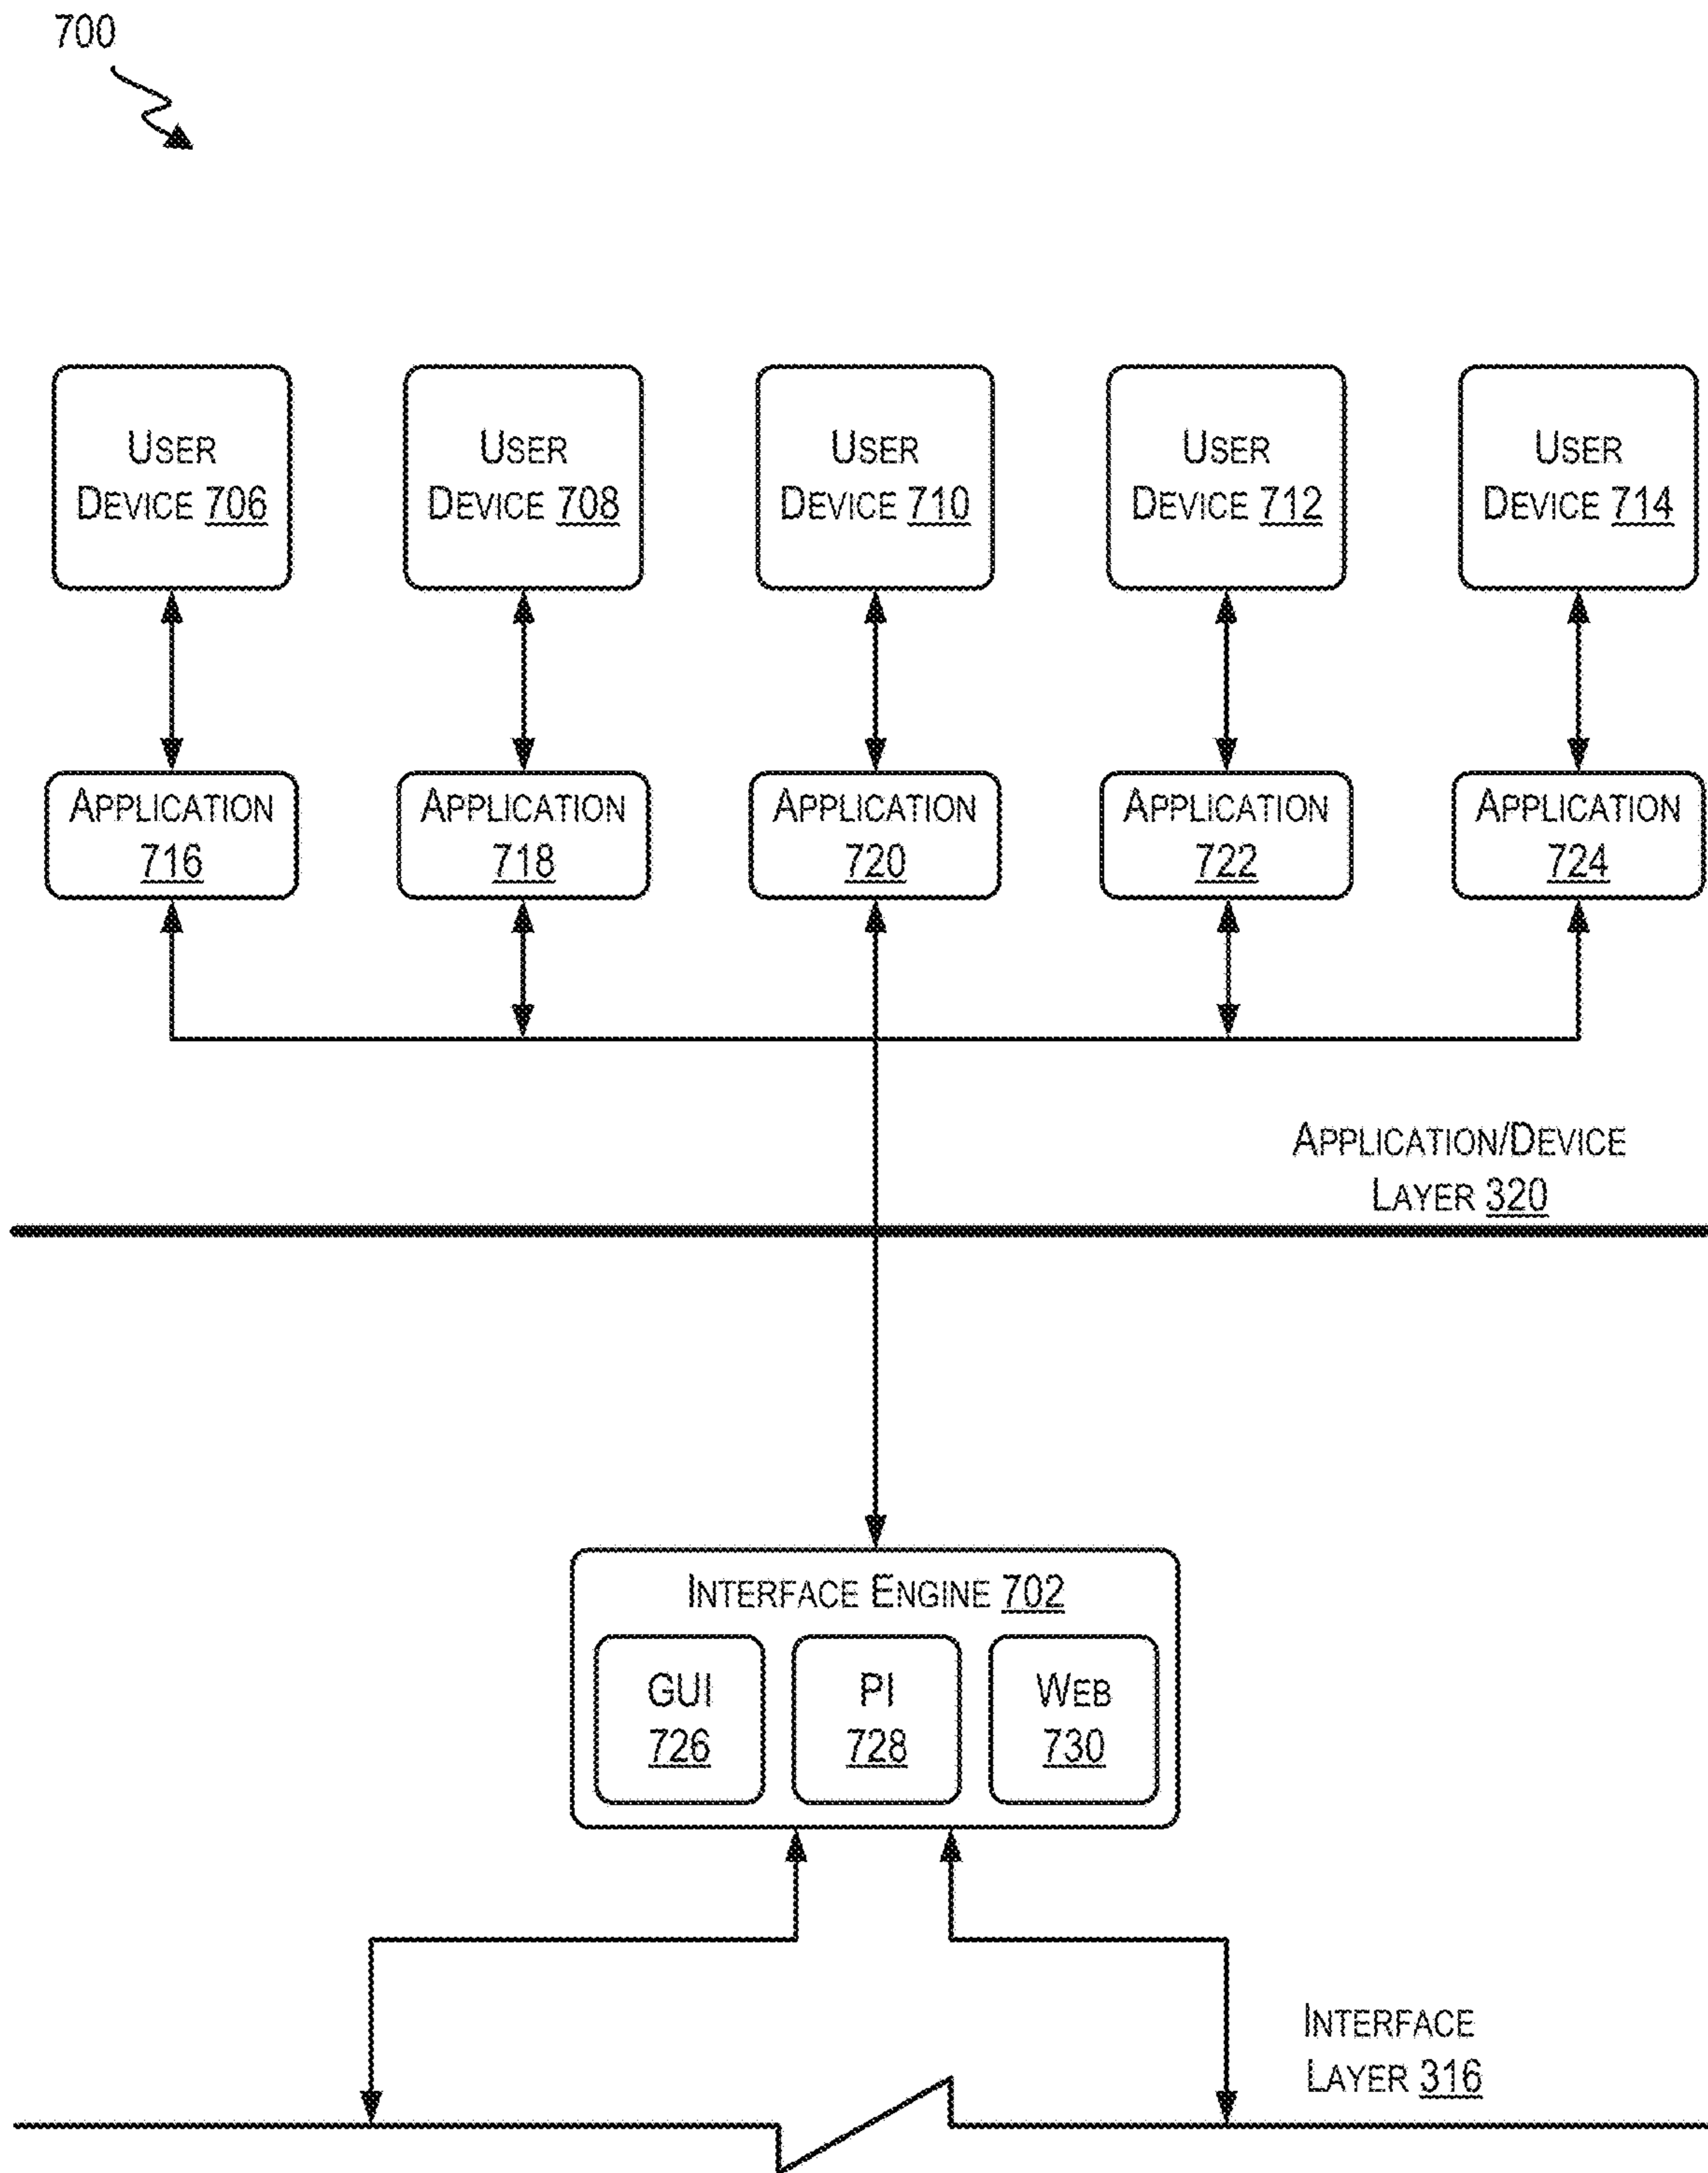 700
USER
DEVICE 706
USER
DEVICE 708
USER
DEVICE 710
USER
DEVICE 712
USER
DEVICE 714
APPLICATION
716
APPLICATION
718
APPLICATION
720
APPLICATION
722
APPLICATION
724
APPLICATION/DEVICE
LAYER 320
INTERFACE ENGINE 702
GUI
726
PI
728
WEB
730
INTERFACE
LAYER 316